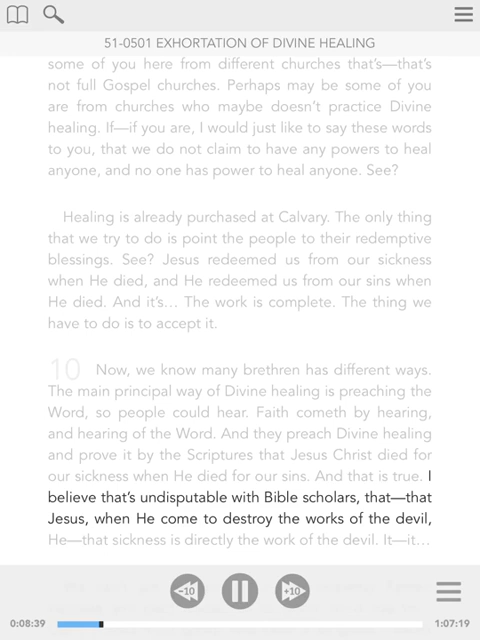 51-0501 EXHORTATION OF DIVINE HEALING
some of you here from different churches that's—that's
not full Gospel churches. Perhaps may be some of you
are from churches who maybe doesn't practice Divine
healing. If—if you are, I would just like to say these words
to you, that we do not claim to have any powers to heal
anyone, and no one has power to heal anyone. See?
Healing is already purchased at Calvary. The only thing
that we try to do is point the people to their redemptive
blessings. See? Jesus redeemed us from our sickness
when He died, and He redeemed us from our sins when
He died. And it's… The work is complete. The thing we
have to do is to accept it.
10 Now, we know many brethren has different ways.
The main principal way of Divine healing is preaching the
Word, so people could hear. Faith cometh by hearing,
and hearing of the Word. And they preach Divine healing
and prove it by the Scriptures that Jesus Christ died for
our sickness when He died for our sins. And that is true. I
believe that's undisputable with Bible scholars, that—that
Jesus, when He come to destroy the works of the devil,
He—that sickness is directly the work of the devil. It—it…
-10 +10
0:08:39 1:07:19